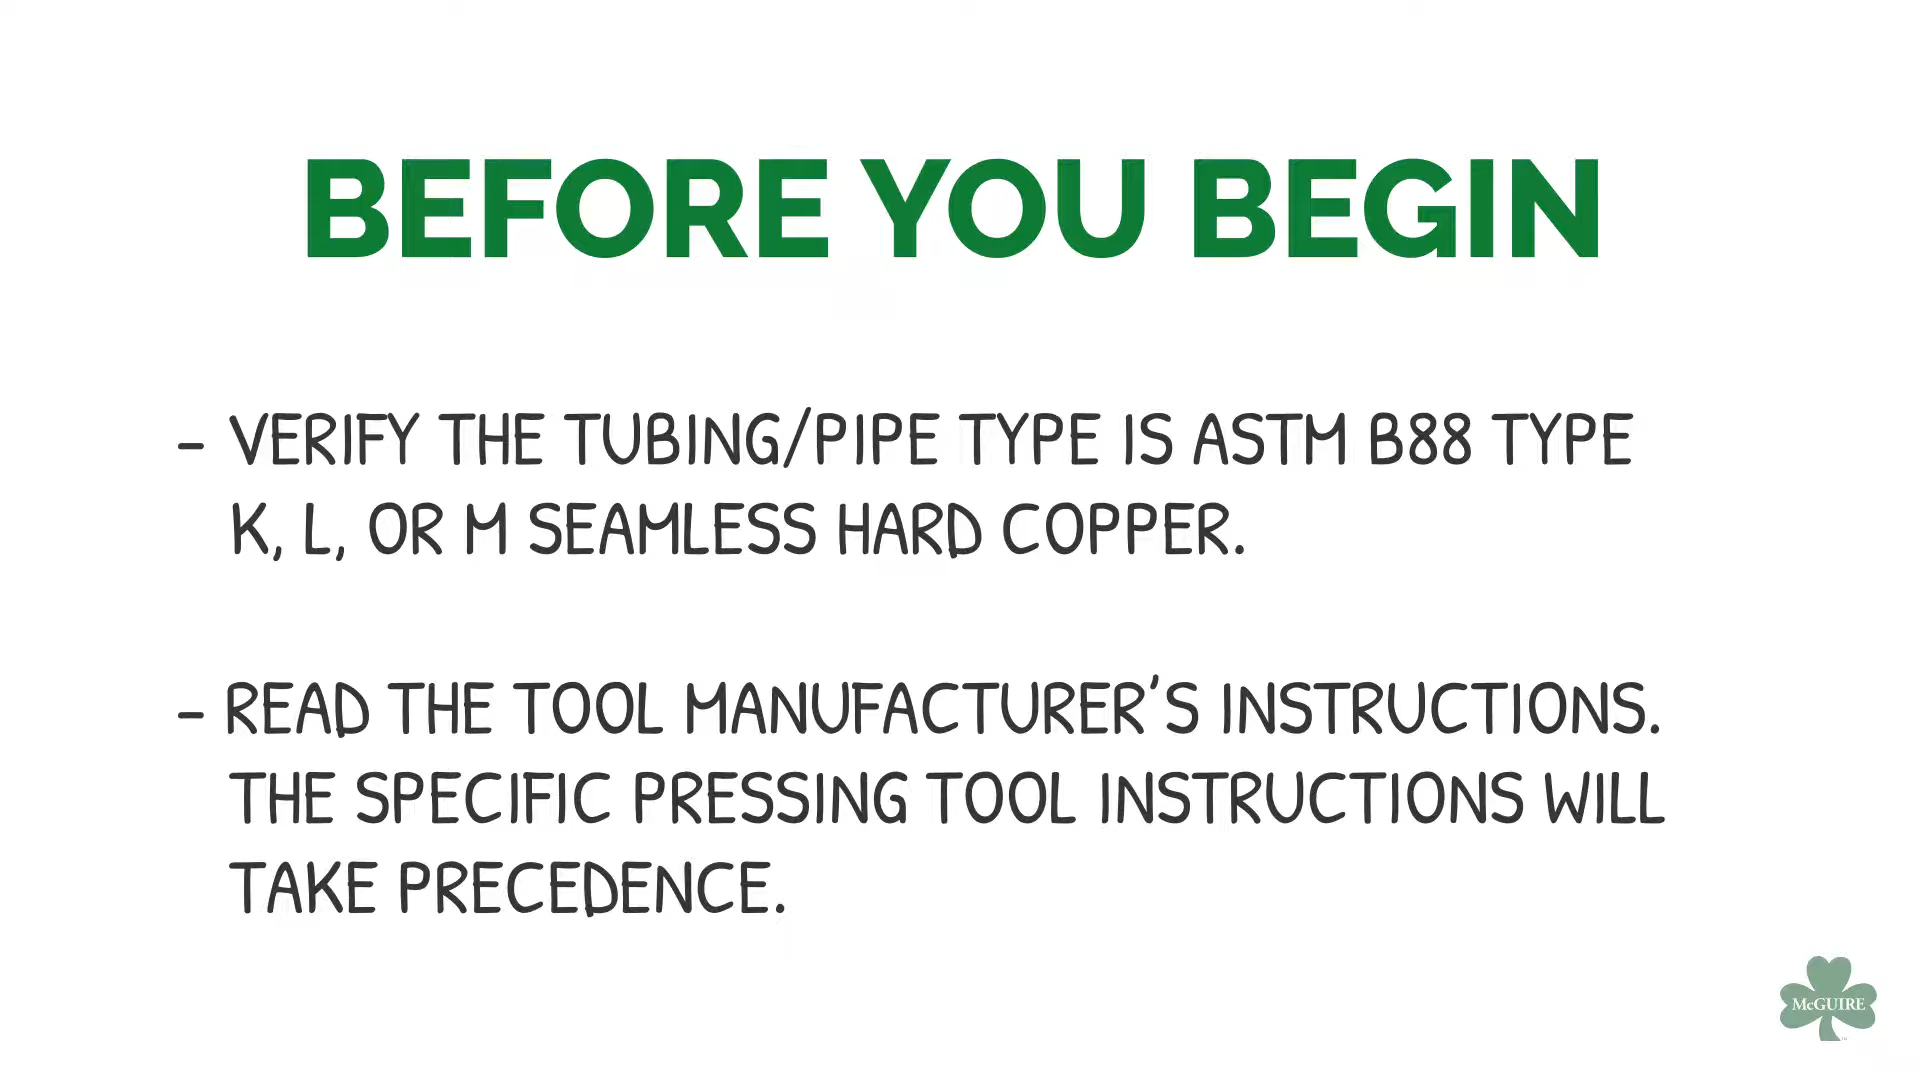 BEFORE YOU BEGIN
- VERIFY THE TUBING/PIPE TYPE IS ASTM B88 TYPE
K, L, OR M SEAMLESS HARD COPPER.
- READ THE TOOL MANUFACTURER'S INSTRUCTIONS.
THE SPECIFIC PRESSING TOOL INSTRUCTIONS WILL
TAKE PRECEDENCE.
McGUIRE